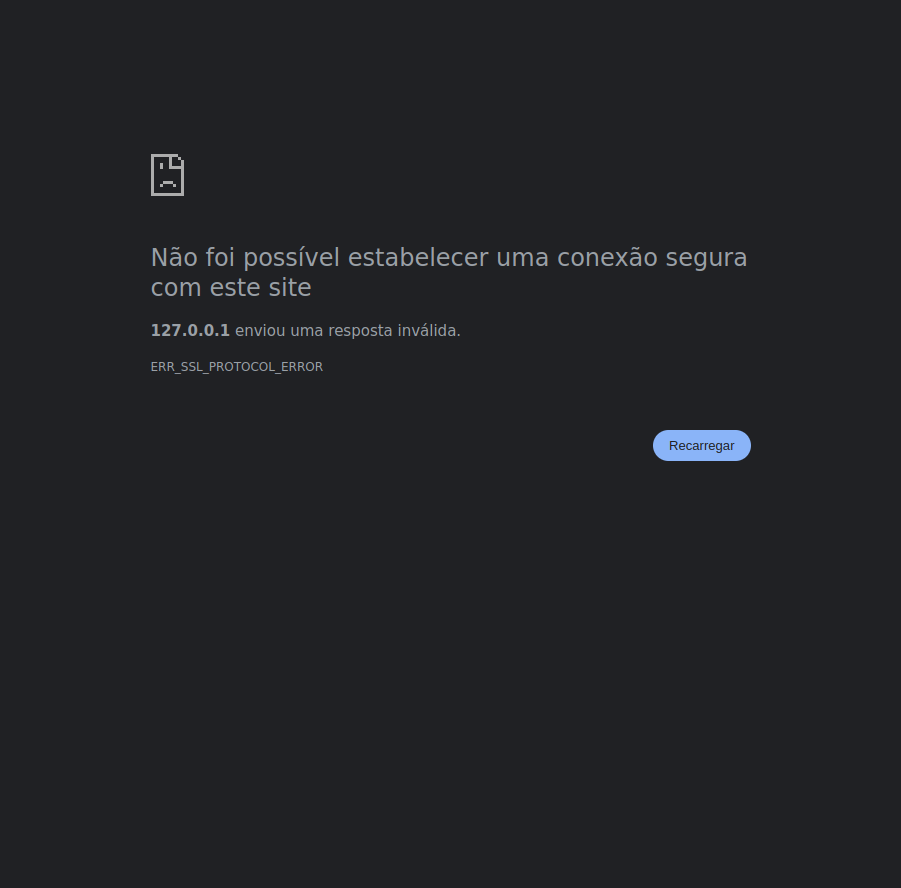 Não foi possível estabelecer uma conexão segura
com este site
127.0.0.1 enviou uma resposta inválida.
ERR_SSL_PROTOCOL_ERROR
Recarregar